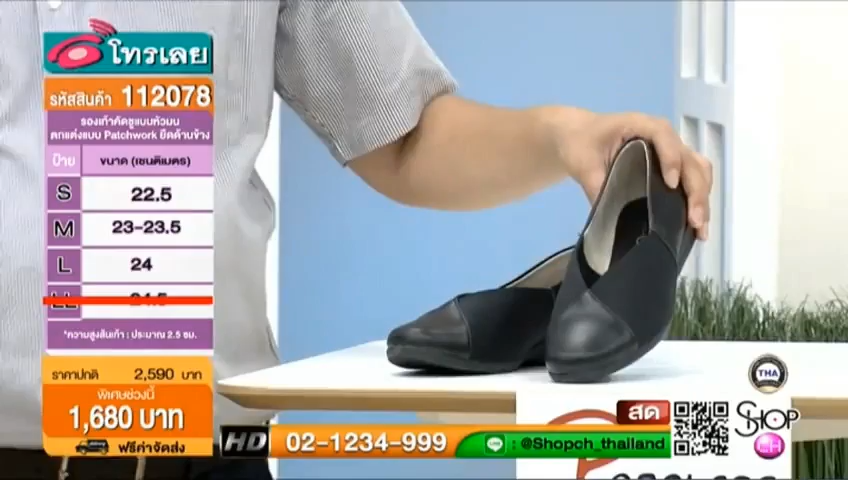 โทรเลย
รหัสสินค้า 112078
รองเท้าคัชชูแบบหัวมน
ตกแต่งแบบ Patchwork ยืดด้านข้าง
ป้าย ขนาด (เซนติเมตร)
S 22.5
M 23-23.5
L 24
LL 24.5
*ความสูงส้นเท้า : ประมาณ 2.5 ซม.
ราคาปกติ 2,590 บาท
พิเศษช่วงนี้
1,680 บาท
ฟรีค่าจัดส่ง
HD 02-1234-999
LINE : @Shopch_thailand
สด
THA
SHOP
CH